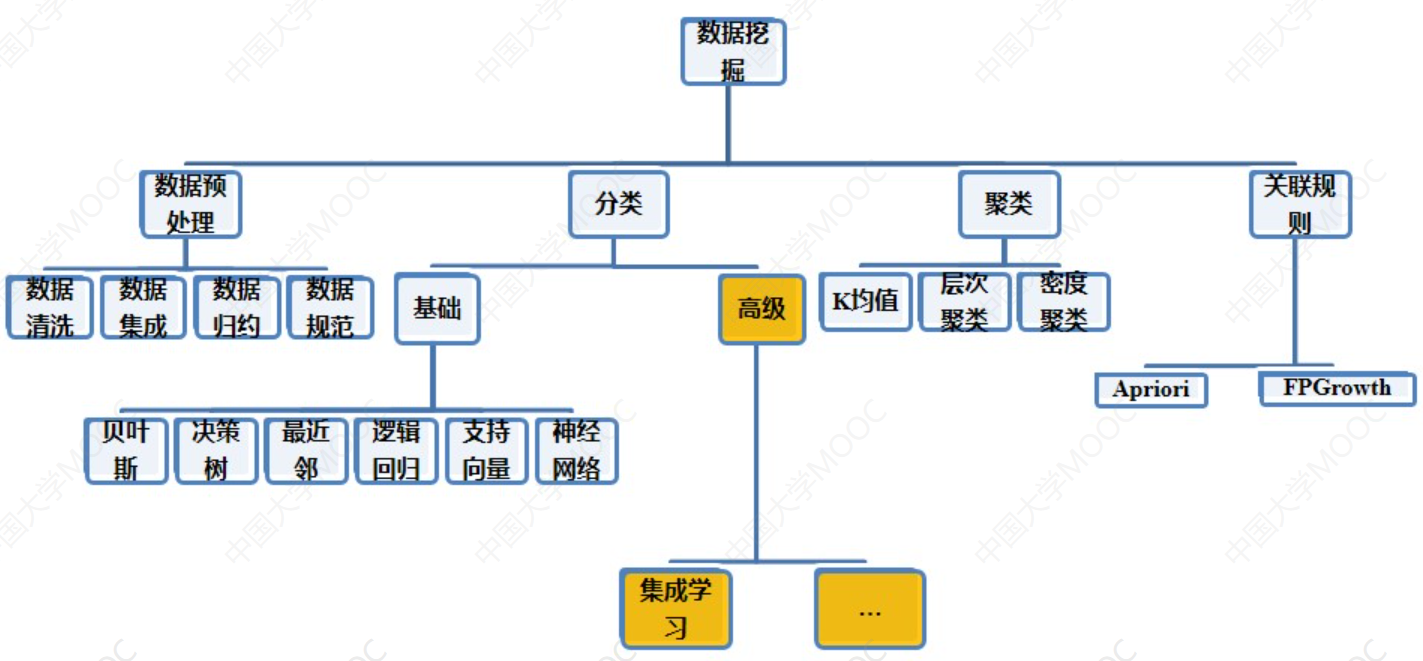 数据挖
掘
数据预
处理
分类
聚类
关联规
则
数据
清洗
数据
集成
数据
归约
数据
规范
基础
高级
K均值
层次
聚类
密度
聚类
Apriori
FPGrowth
贝叶
斯
决策
树
最近
邻
逻辑
回归
支持
向量
神经
网络
集成学
习
...
中国大学MOOC